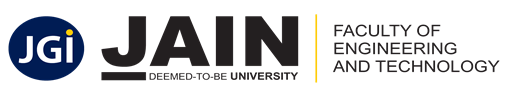 JGi
JAIN
DEEMED-TO-BE UNIVERSITY
FACULTY OF
ENGINEERING
AND TECHNOLOGY